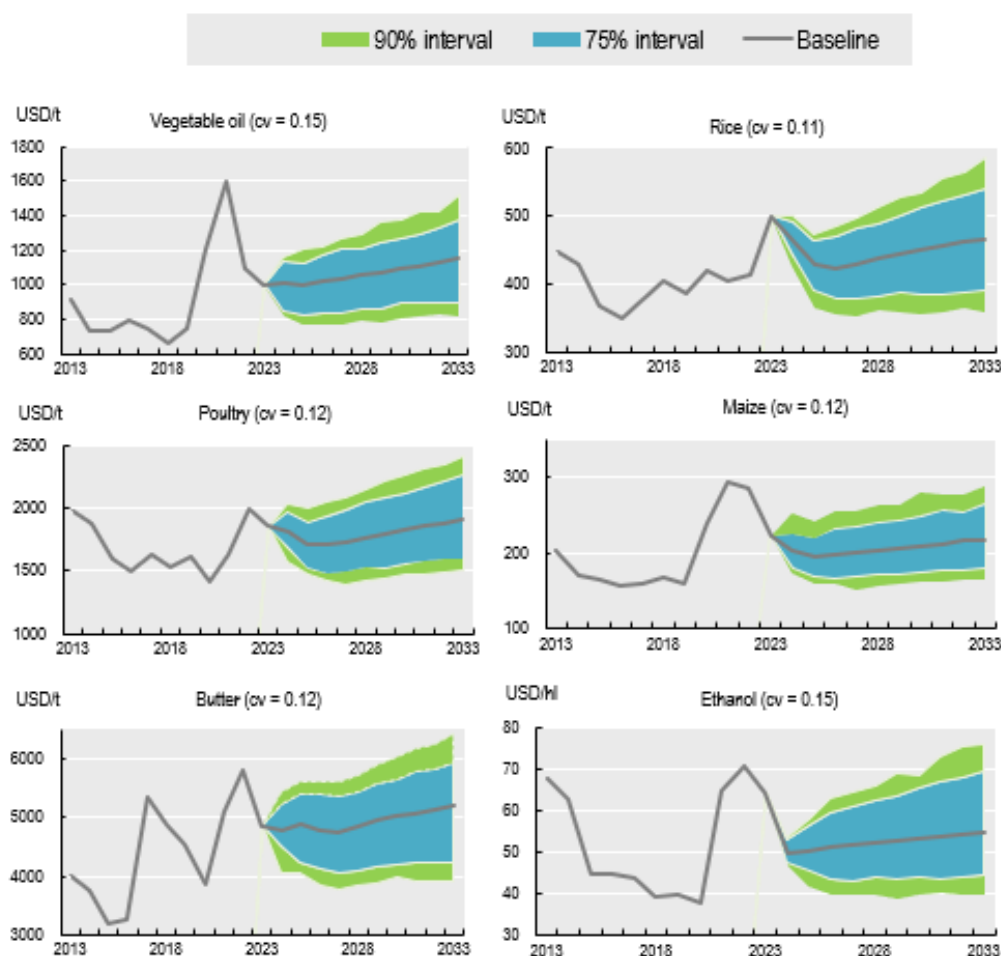 90% interval 75% interval Baseline
USD/t
Vegetable oil (cv = 0.15)
1800
1600
1400
1200
1000
800
600
2013 2018 2023 2028 2033
USD/t
Rice (cv = 0.11)
600
500
400
300
2013 2018 2023 2028 2033
USD/t
Poultry (cv = 0.12)
2500
2000
1500
1000
2013 2018 2023 2028 2033
USD/t
Maize (cv = 0.12)
300
200
100
2013 2018 2023 2028 2033
USD/t
Butter (cv = 0.12)
6000
5000
4000
3000
2013 2018 2023 2028 2033
USD/hl
Ethanol (cv = 0.15)
80
70
60
50
40
30
2013 2018 2023 2028 2033